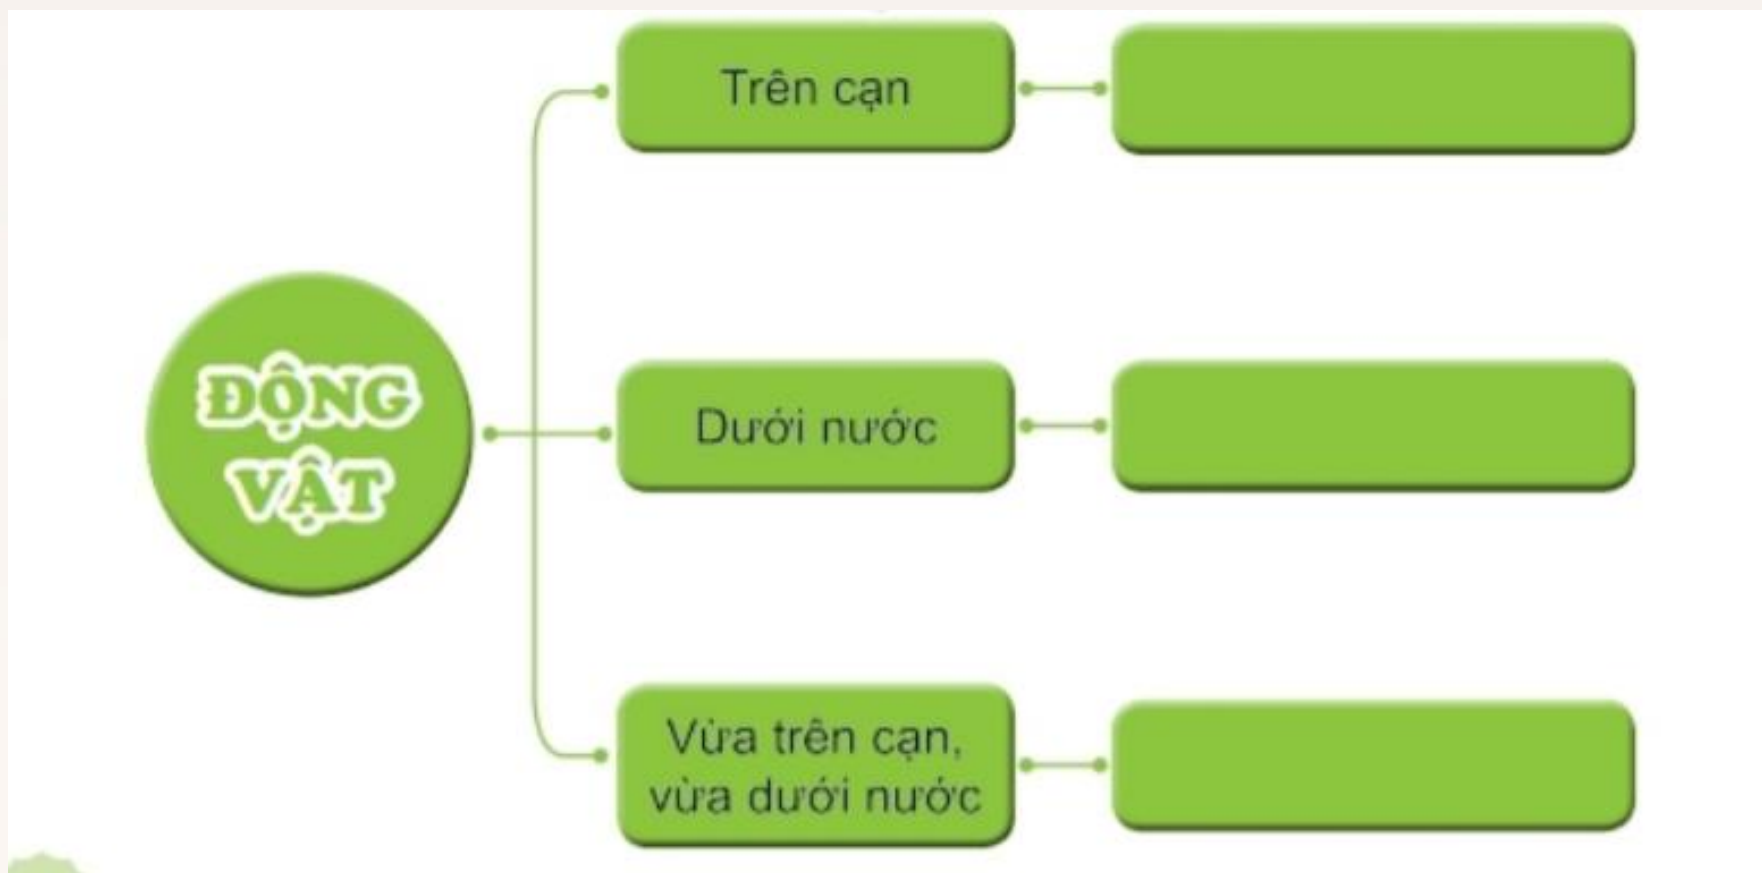 Trên cạn
ĐỘNG
VẬT
Dưới nước
Vừa trên cạn,
vừa dưới nước